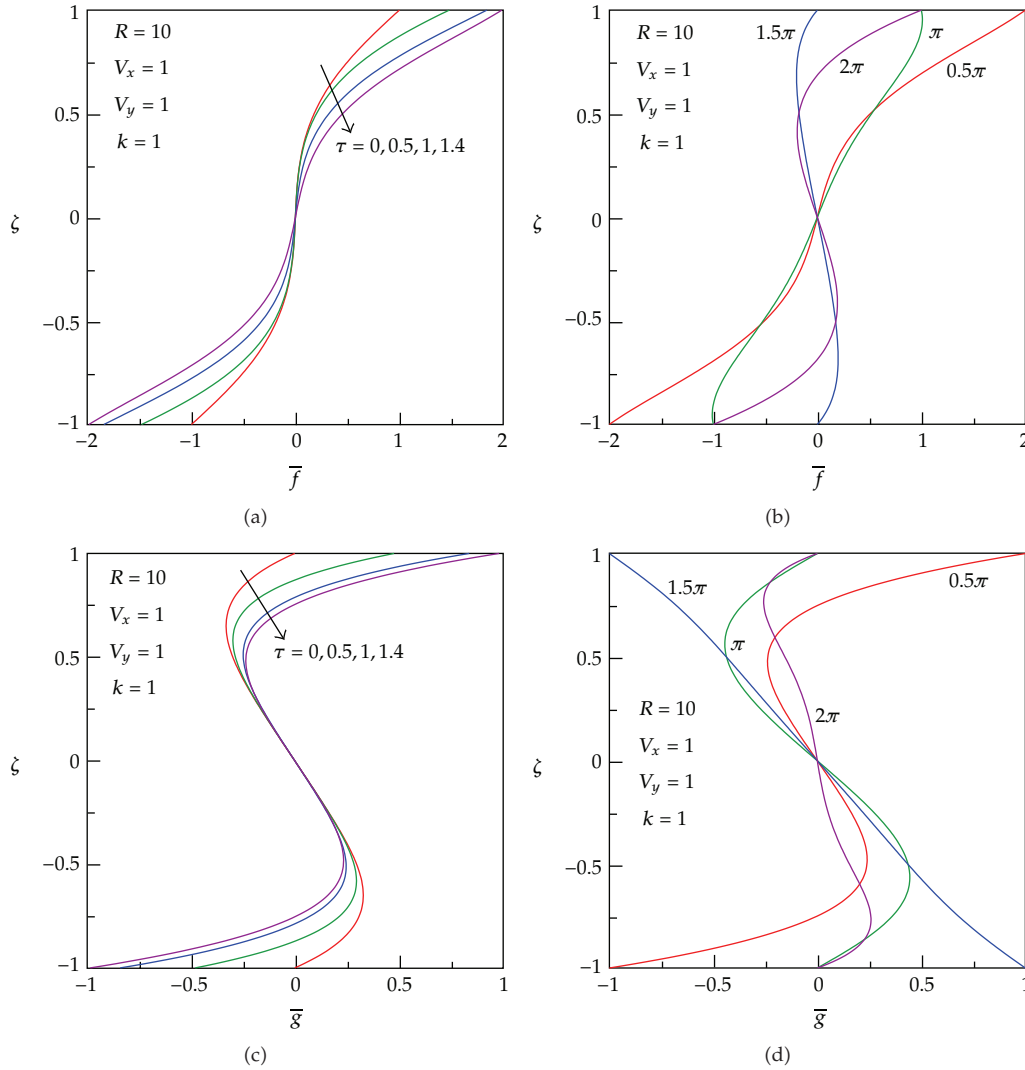 1
0.5
0
−0.5
−1
ζ
R = 10
V_x = 1
V_y = 1
k = 1
τ = 0, 0.5, 1, 1.4
−2
−1
0
1
2
f̅
(a)
1
0.5
0
−0.5
−1
ζ
R = 10
V_x = 1
V_y = 1
k = 1
1.5π
2π
π
0.5π
−2
−1
0
1
2
f̅
(b)
1
0.5
0
−0.5
−1
ζ
R = 10
V_x = 1
V_y = 1
k = 1
τ = 0, 0.5, 1, 1.4
−1
−0.5
0
0.5
1
g̅
(c)
1
0.5
0
−0.5
−1
ζ
1.5π
0.5π
π
2π
R = 10
V_x = 1
V_y = 1
k = 1
−1
−0.5
0
0.5
1
g̅
(d)